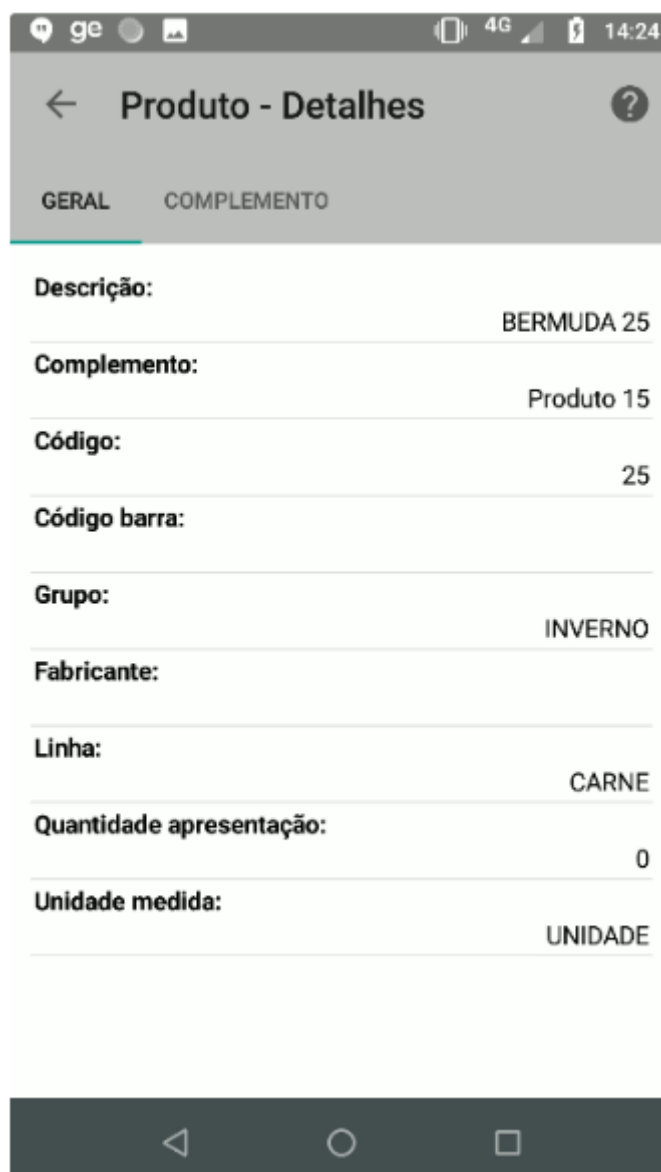 ge 4G 14:24
Produto - Detalhes
GERAL COMPLEMENTO
Descrição:
BERMUDA 25
Complemento:
Produto 15
Código:
25
Código barra:
Grupo:
INVERNO
Fabricante:
Linha:
CARNE
Quantidade apresentação:
0
Unidade medida:
UNIDADE